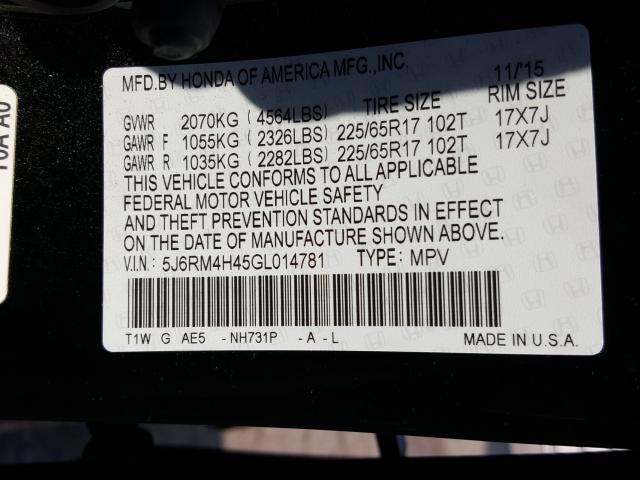 MFD.BY HONDA OF AMERICA MFG.,INC. 11/'15
TIRE SIZE RIM SIZE
GVWR 2070KG (4564LBS)
GAWR F 1055KG (2326LBS) 225/65R17 102T 17X7J
GAWR R 1035KG (2282LBS) 225/65R17 102T 17X7J
THIS VEHICLE CONFORMS TO ALL APPLICABLE
FEDERAL MOTOR VEHICLE SAFETY
AND THEFT PREVENTION STANDARDS IN EFFECT
ON THE DATE OF MANUFACTURE SHOWN ABOVE.
V.I.N: 5J6RM4H45GL014781 TYPE: MPV
T1W G AE5 -NH731P -A -L MADE IN U.S.A.